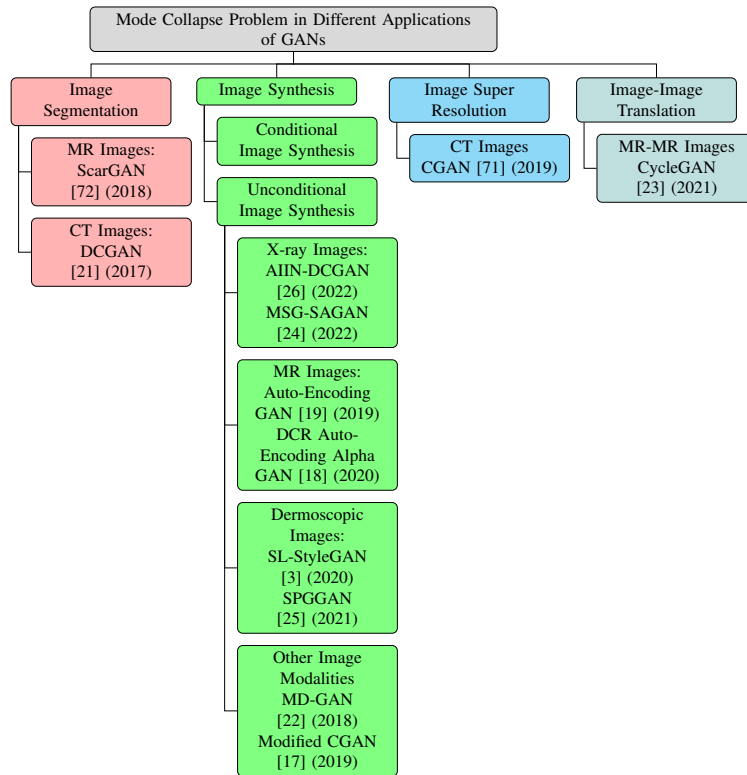 Mode Collapse Problem in Different Applications
of GANs
Image
Segmentation
MR Images:
ScarGAN
[72] (2018)
CT Images:
DCGAN
[21] (2017)
Image Synthesis
Conditional
Image Synthesis
Unconditional
Image Synthesis
X-ray Images:
AIIN-DCGAN
[26] (2022)
MSG-SAGAN
[24] (2022)
MR Images:
Auto-Encoding
GAN [19] (2019)
DCR Auto-
Encoding Alpha
GAN [18] (2020)
Dermoscopic
Images:
SL-StyleGAN
[3] (2020)
SPGGAN
[25] (2021)
Other Image
Modalities
MD-GAN
[22] (2018)
Modified CGAN
[17] (2019)
Image Super
Resolution
CT Images
CGAN [71] (2019)
Image-Image
Translation
MR-MR Images
CycleGAN
[23] (2021)